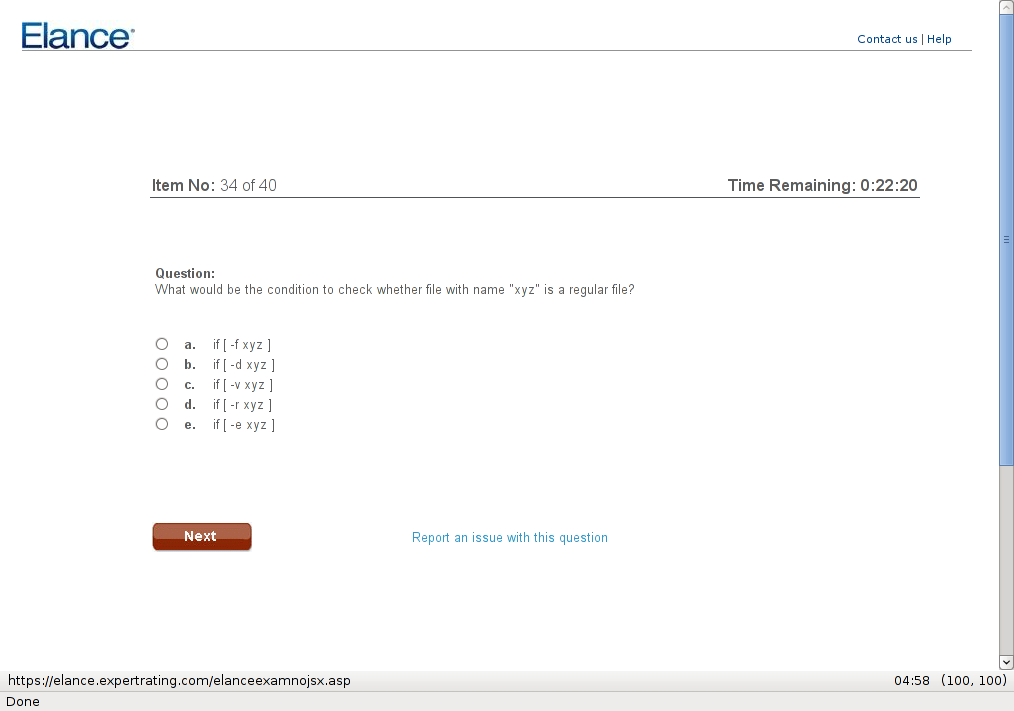 Elance
Contact us | Help
Item No: 34 of 40
Time Remaining: 0:22:20
Question:
What would be the condition to check whether file with name "xyz" is a regular file?
a. if [ -f xyz ]
b. if [ -d xyz ]
c. if [ -v xyz ]
d. if [ -r xyz ]
e. if [ -e xyz ]
Next
Report an issue with this question
https://elance.expertrating.com/elanceexamnojsx.asp
04:58 (100, 100)
Done